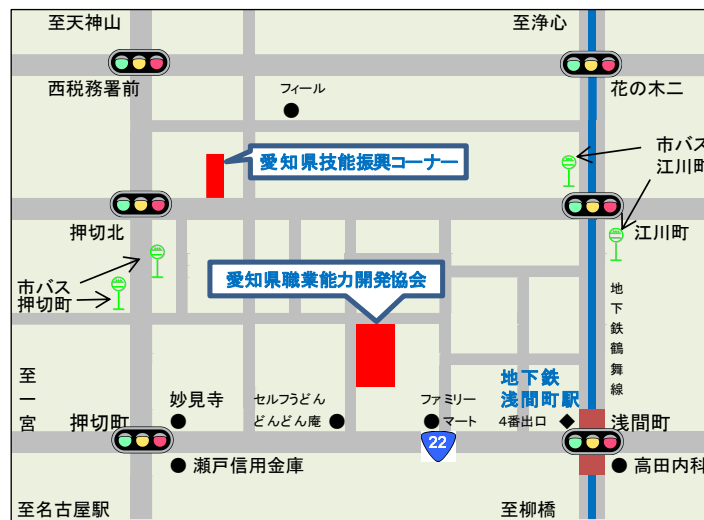 至天神山
至浄心
西税務署前
フィール
花の木二
市バス
江川町
愛知県技能振興コーナー
押切北
江川町
市バス
押切町
愛知県職業能力開発協会
地下鉄鶴舞線
至一宮
地下鉄
浅間町駅
妙見寺
セルフうどん
どんどん庵
ファミリー
マート
4番出口
押切町
浅間町
22
瀬戸信用金庫
高田内科
至名古屋駅
至柳橋